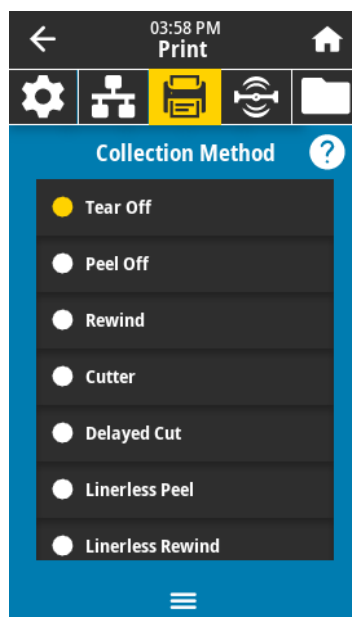 03:58 PM
Print
Collection Method
?
Tear Off
Peel Off
Rewind
Cutter
Delayed Cut
Linerless Peel
Linerless Rewind